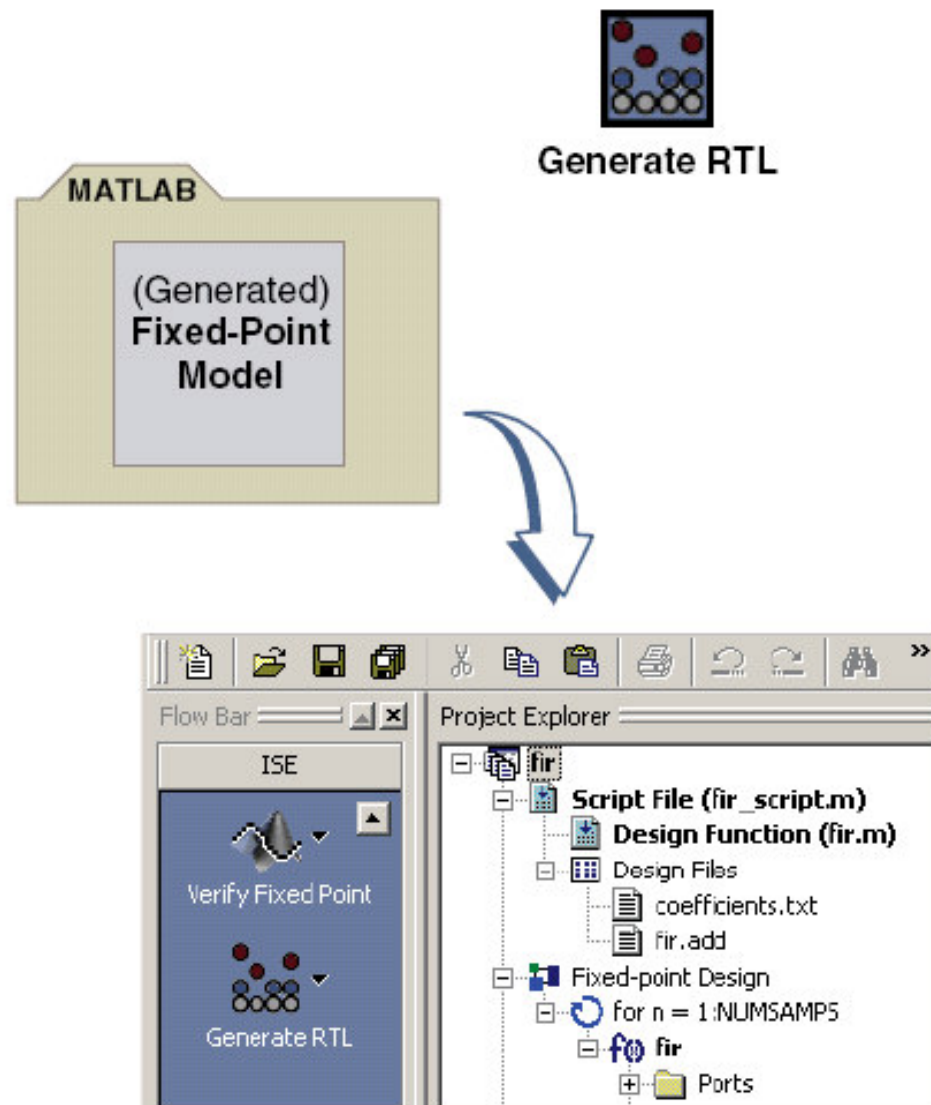 Generate RTL
MATLAB
(Generated)
Fixed-Point
Model
»
Flow Bar
Project Explorer
ISE
Verify Fixed Point
Generate RTL
fir
Script File (fir_script.m)
Design Function (fir.m)
Design Files
coefficients.txt
fir.add
Fixed-point Design
for n = 1:NUMSAMPS
f() fir
Ports